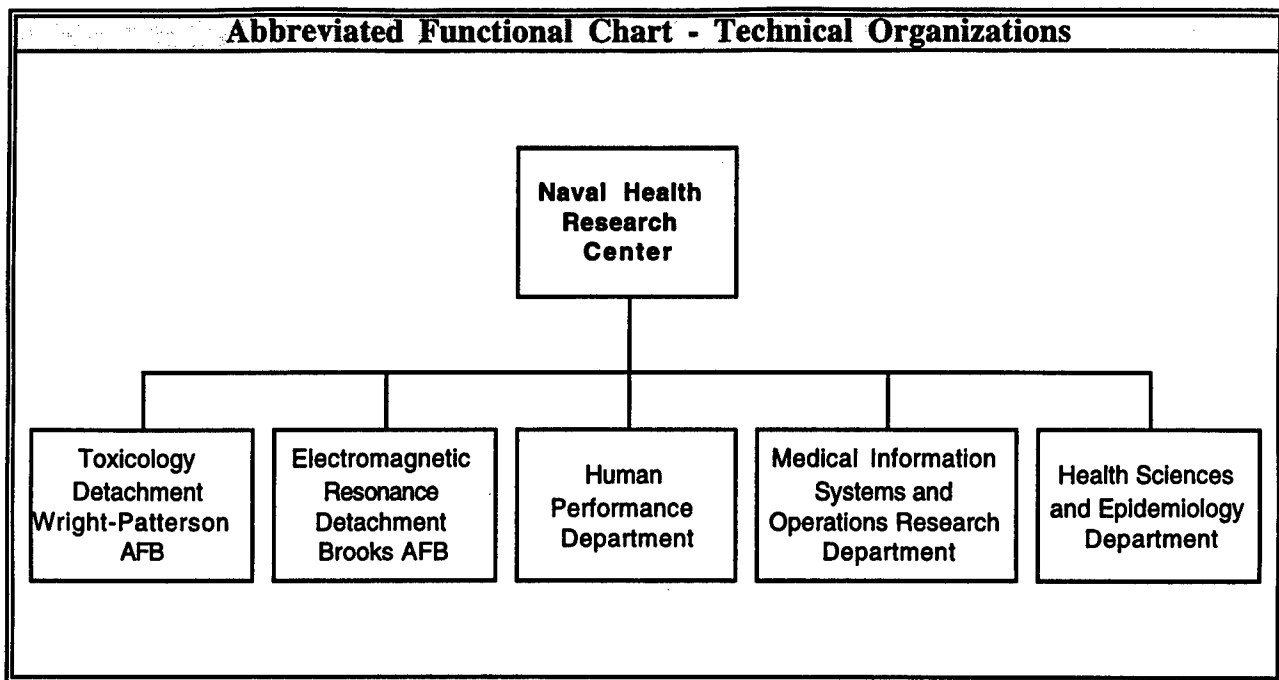 Abbreviated Functional Chart - Technical Organizations
Naval Health
Research
Center
Toxicology
Detachment
Wright-Patterson
AFB
Electromagnetic
Resonance
Detachment
Brooks AFB
Human
Performance
Department
Medical Information
Systems and
Operations Research
Department
Health Sciences
and Epidemiology
Department